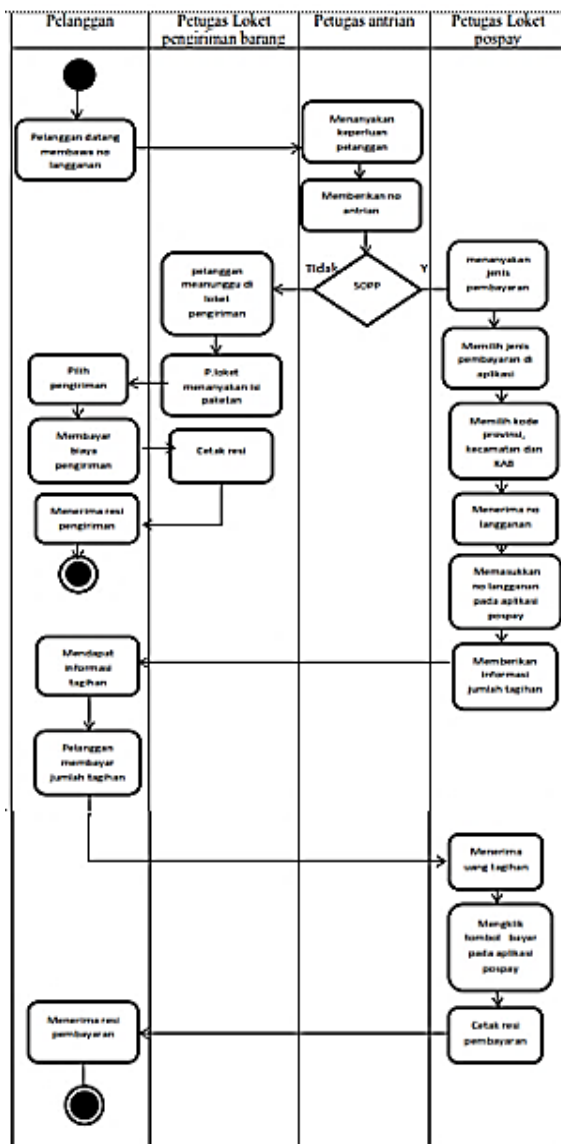 Pelanggan
Petugas Loket
pengiriman barang
Petugas antrian
Petugas Loket
pospay
Pelanggan datang
membawa no
langganan
Menanyakan
keperluan
pelanggan
Memberikan no
antrian
SOPP
Tidak
Y
pelanggan
meanunggu di
loket
pengiriman
menanyakan
jenis
pembayaran
P.loket
menanyakan isi
paketan
Pilih
pengiriman
Memilih jenis
pembayaran di
aplikasi
Membayar
biaya
pengiriman
Cetak resi
Memilih kode
provinsi,
kecamatan dan
KAB
Menerima resi
pengiriman
Menerima no
langganan
Memasukkan
no langganan
pada aplikasi
pospay
Memberikan
informasi
jumlah tagihan
Mendapat
informasi
tagihan
Pelanggan
membayar
jumlah tagihan
Menerima
uang tagihan
Mengklik
tombol bayar
pada aplikasi
pospay
Cetak resi
pembayaran
Menerima resi
pembayaran